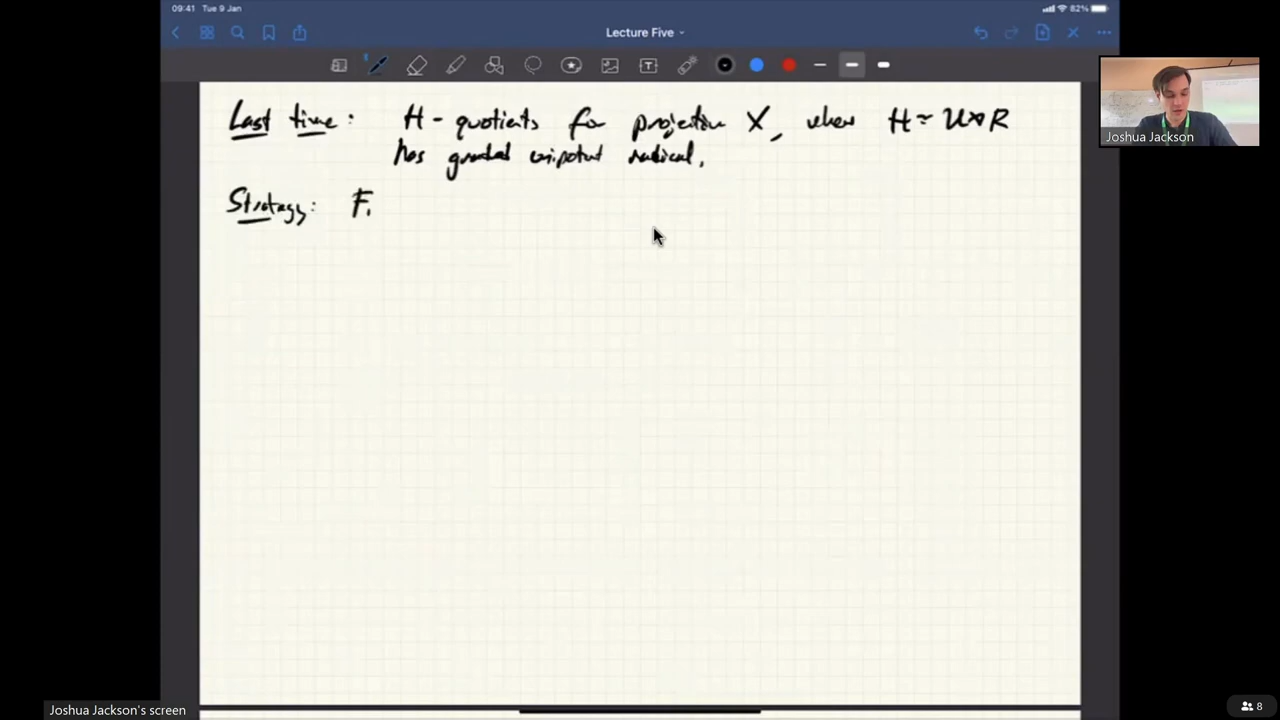 09:41 Tue 9 Jan
82%
Lecture Five
Last time: H - quotients for projective X, where H = U ⋊ R
has graded unipotent radical,
Strategy: F
Joshua Jackson
Joshua Jackson's screen
8